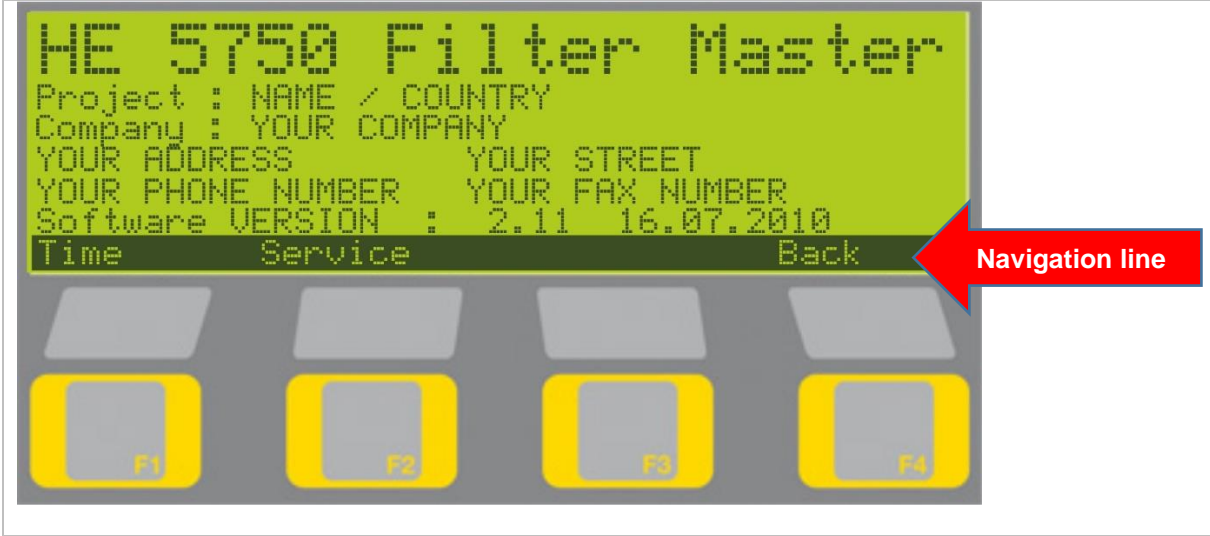 HE 5750 Filter Master
Project : NAME / COUNTRY
Company : YOUR COMPANY
YOUR ADDRESS YOUR STREET
YOUR PHONE NUMBER YOUR FAX NUMBER
Software VERSION : 2.11 16.07.2010
Time Service Back
Navigation line
F1 F2 F3 F4